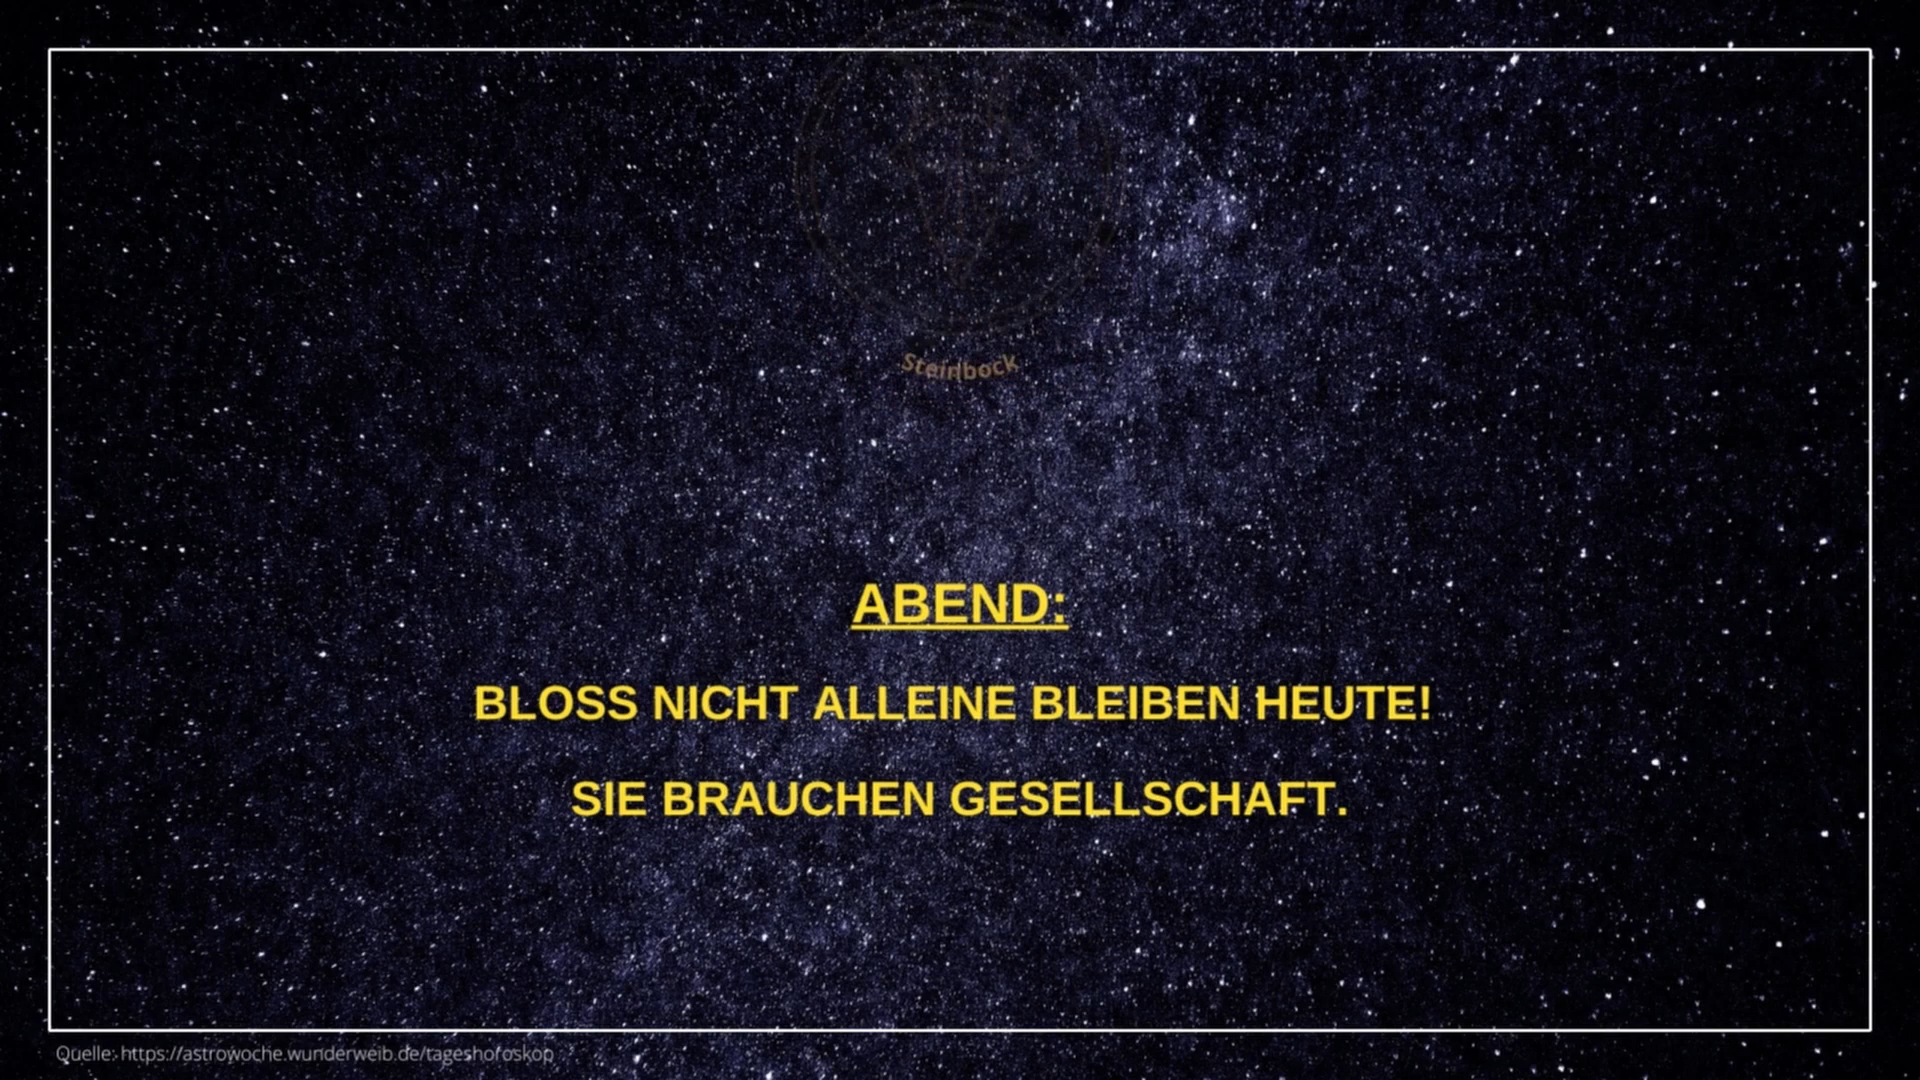 Steinbock
ABEND:
BLOSS NICHT ALLEINE BLEIBEN HEUTE!
SIE BRAUCHEN GESELLSCHAFT.
Quelle: https://astrowoche.wunderweib.de/tageshoroskop